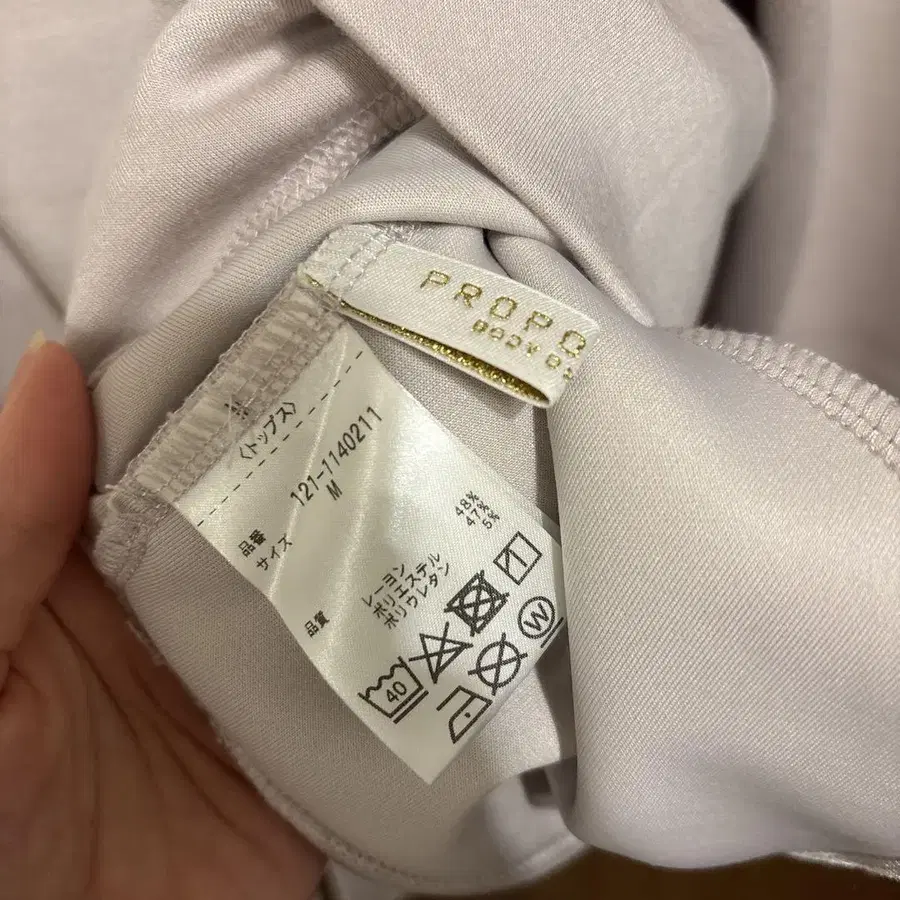 PROPO
〈トップス〉
品番 121-1140211
サイズ M
品質 レーヨン 48%
ポリエステル 47%
ポリウレタン 5%
40
W